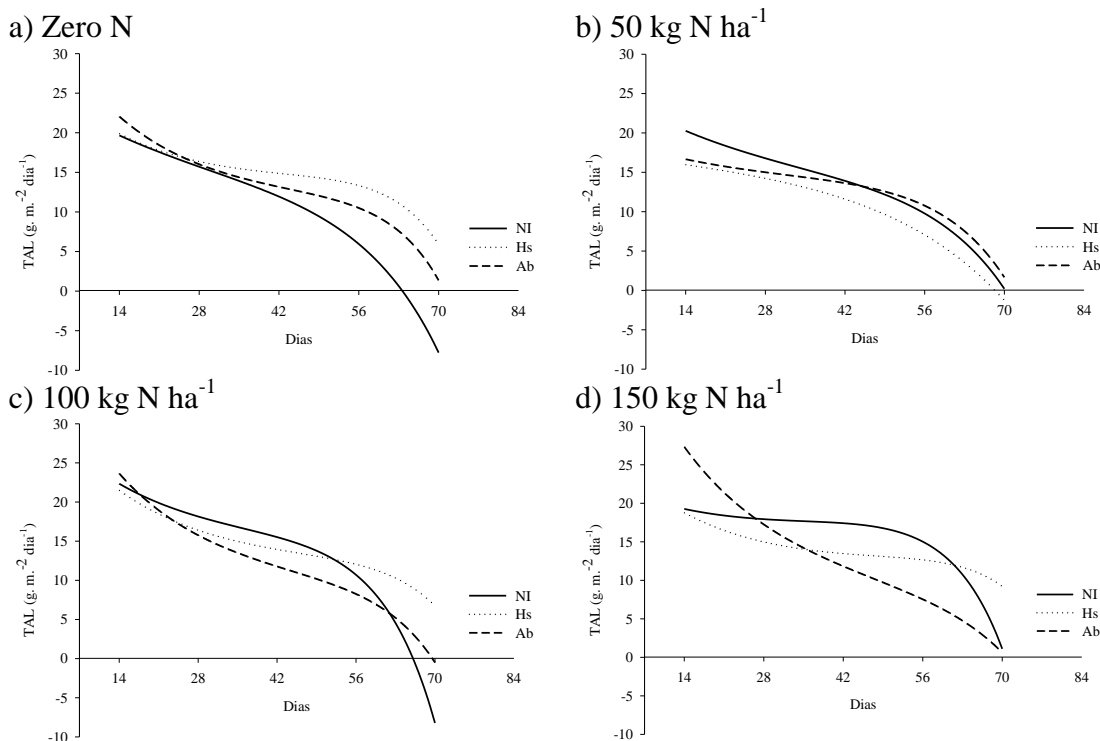 a) Zero N
30
25
20
15
10
5
0
-5
-10
TAL (g. m.⁻² dia⁻¹)
14 28 42 56 70 84
Dias
NI
Hs
Ab
b) 50 kg N ha⁻¹
30
25
20
15
10
5
0
-5
-10
TAL (g. m.⁻² dia⁻¹)
14 28 42 56 70 84
Dias
NI
Hs
Ab
c) 100 kg N ha⁻¹
30
25
20
15
10
5
0
-5
-10
TAL (g. m.⁻² dia⁻¹)
14 28 42 56 70 84
Dias
NI
Hs
Ab
d) 150 kg N ha⁻¹
30
25
20
15
10
5
0
-5
-10
TAL (g. m.⁻² dia⁻¹)
14 28 42 56 70 84
Dias
NI
Hs
Ab